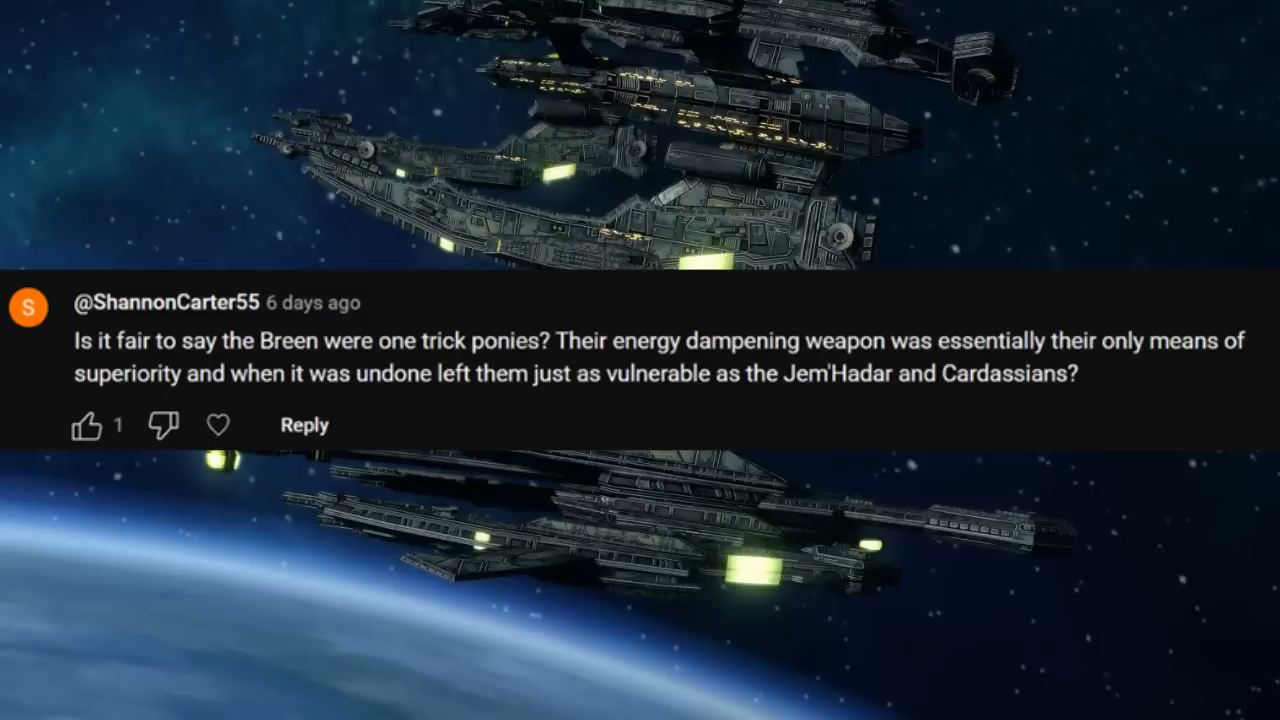 S
@ShannonCarter55 6 days ago
Is it fair to say the Breen were one trick ponies? Their energy dampening weapon was essentially their only means of
superiority and when it was undone left them just as vulnerable as the Jem'Hadar and Cardassians?
1
Reply